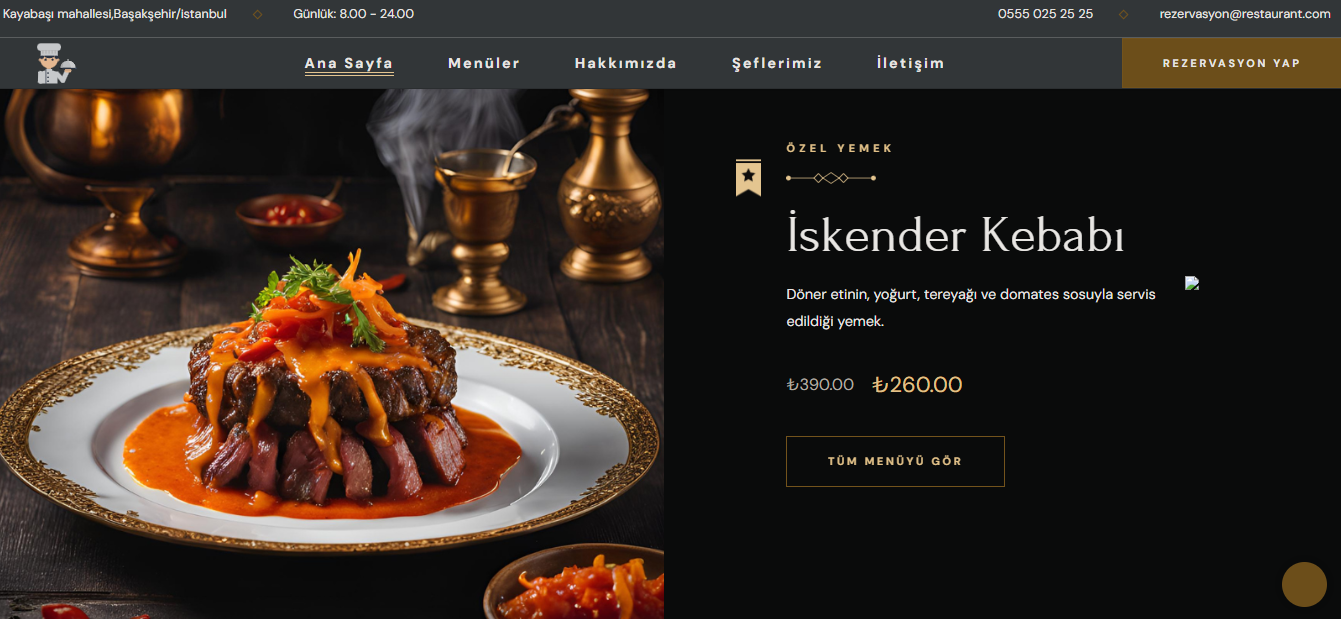 Kayabaşı mahallesi,Başakşehir/İstanbul
Günlük: 8.00 - 24.00
0555 025 25 25
rezervasyon@restaurant.com
Ana Sayfa
Menüler
Hakkımızda
Şeflerimiz
İletişim
REZERVASYON YAP
ÖZEL YEMEK
İskender Kebabı
Döner etinin, yoğurt, tereyağı ve domates sosuyla servis
edildiği yemek.
₺390.00 ₺260.00
TÜM MENÜYÜ GÖR